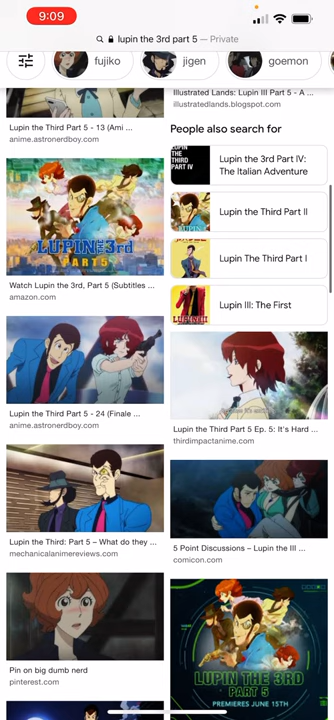 9:09
lupin the 3rd part 5 — Private
fujiko
jigen
goemon
Lupin the Third Part 5 - 13 (Ami ...
anime.astronerdboy.com
LUPIN THE 3rd
PART 5
Watch Lupin the 3rd, Part 5 (Subtitles ...
amazon.com
Lupin the Third Part 5 - 24 (Finale ...
anime.astronerdboy.com
Lupin the Third: Part 5 – What do they ...
mechanicalanimereviews.com
Pin on big dumb nerd
pinterest.com
Illustrated Lands: Lupin III Part 5 - A ...
illustratedlands.blogspot.com
People also search for
LUPIN
THE
THIRD
PART IV
Lupin the 3rd Part IV:
The Italian Adventure
Lupin the Third Part II
Lupin The Third Part I
Lupin III: The First
Lupin the Third Part 5 Ep. 5: It's Hard ...
thirdimpactanime.com
5 Point Discussions – Lupin the III ...
comicon.com
LUPIN THE 3RD
PART 5
PREMIERES JUNE 15TH